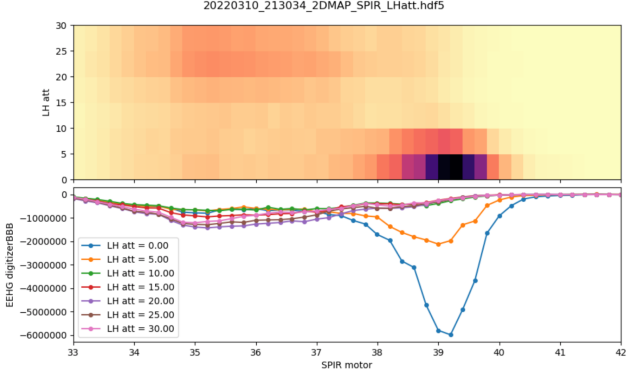 20220310_213034_2DMAP_SPIR_LHatt.hdf5
LH att
30
25
20
15
10
5
0
EEHG digitizerBBB
0
−1000000
−2000000
−3000000
−4000000
−5000000
−6000000
LH att = 0.00
LH att = 5.00
LH att = 10.00
LH att = 15.00
LH att = 20.00
LH att = 25.00
LH att = 30.00
33 34 35 36 37 38 39 40 41 42
SPIR motor